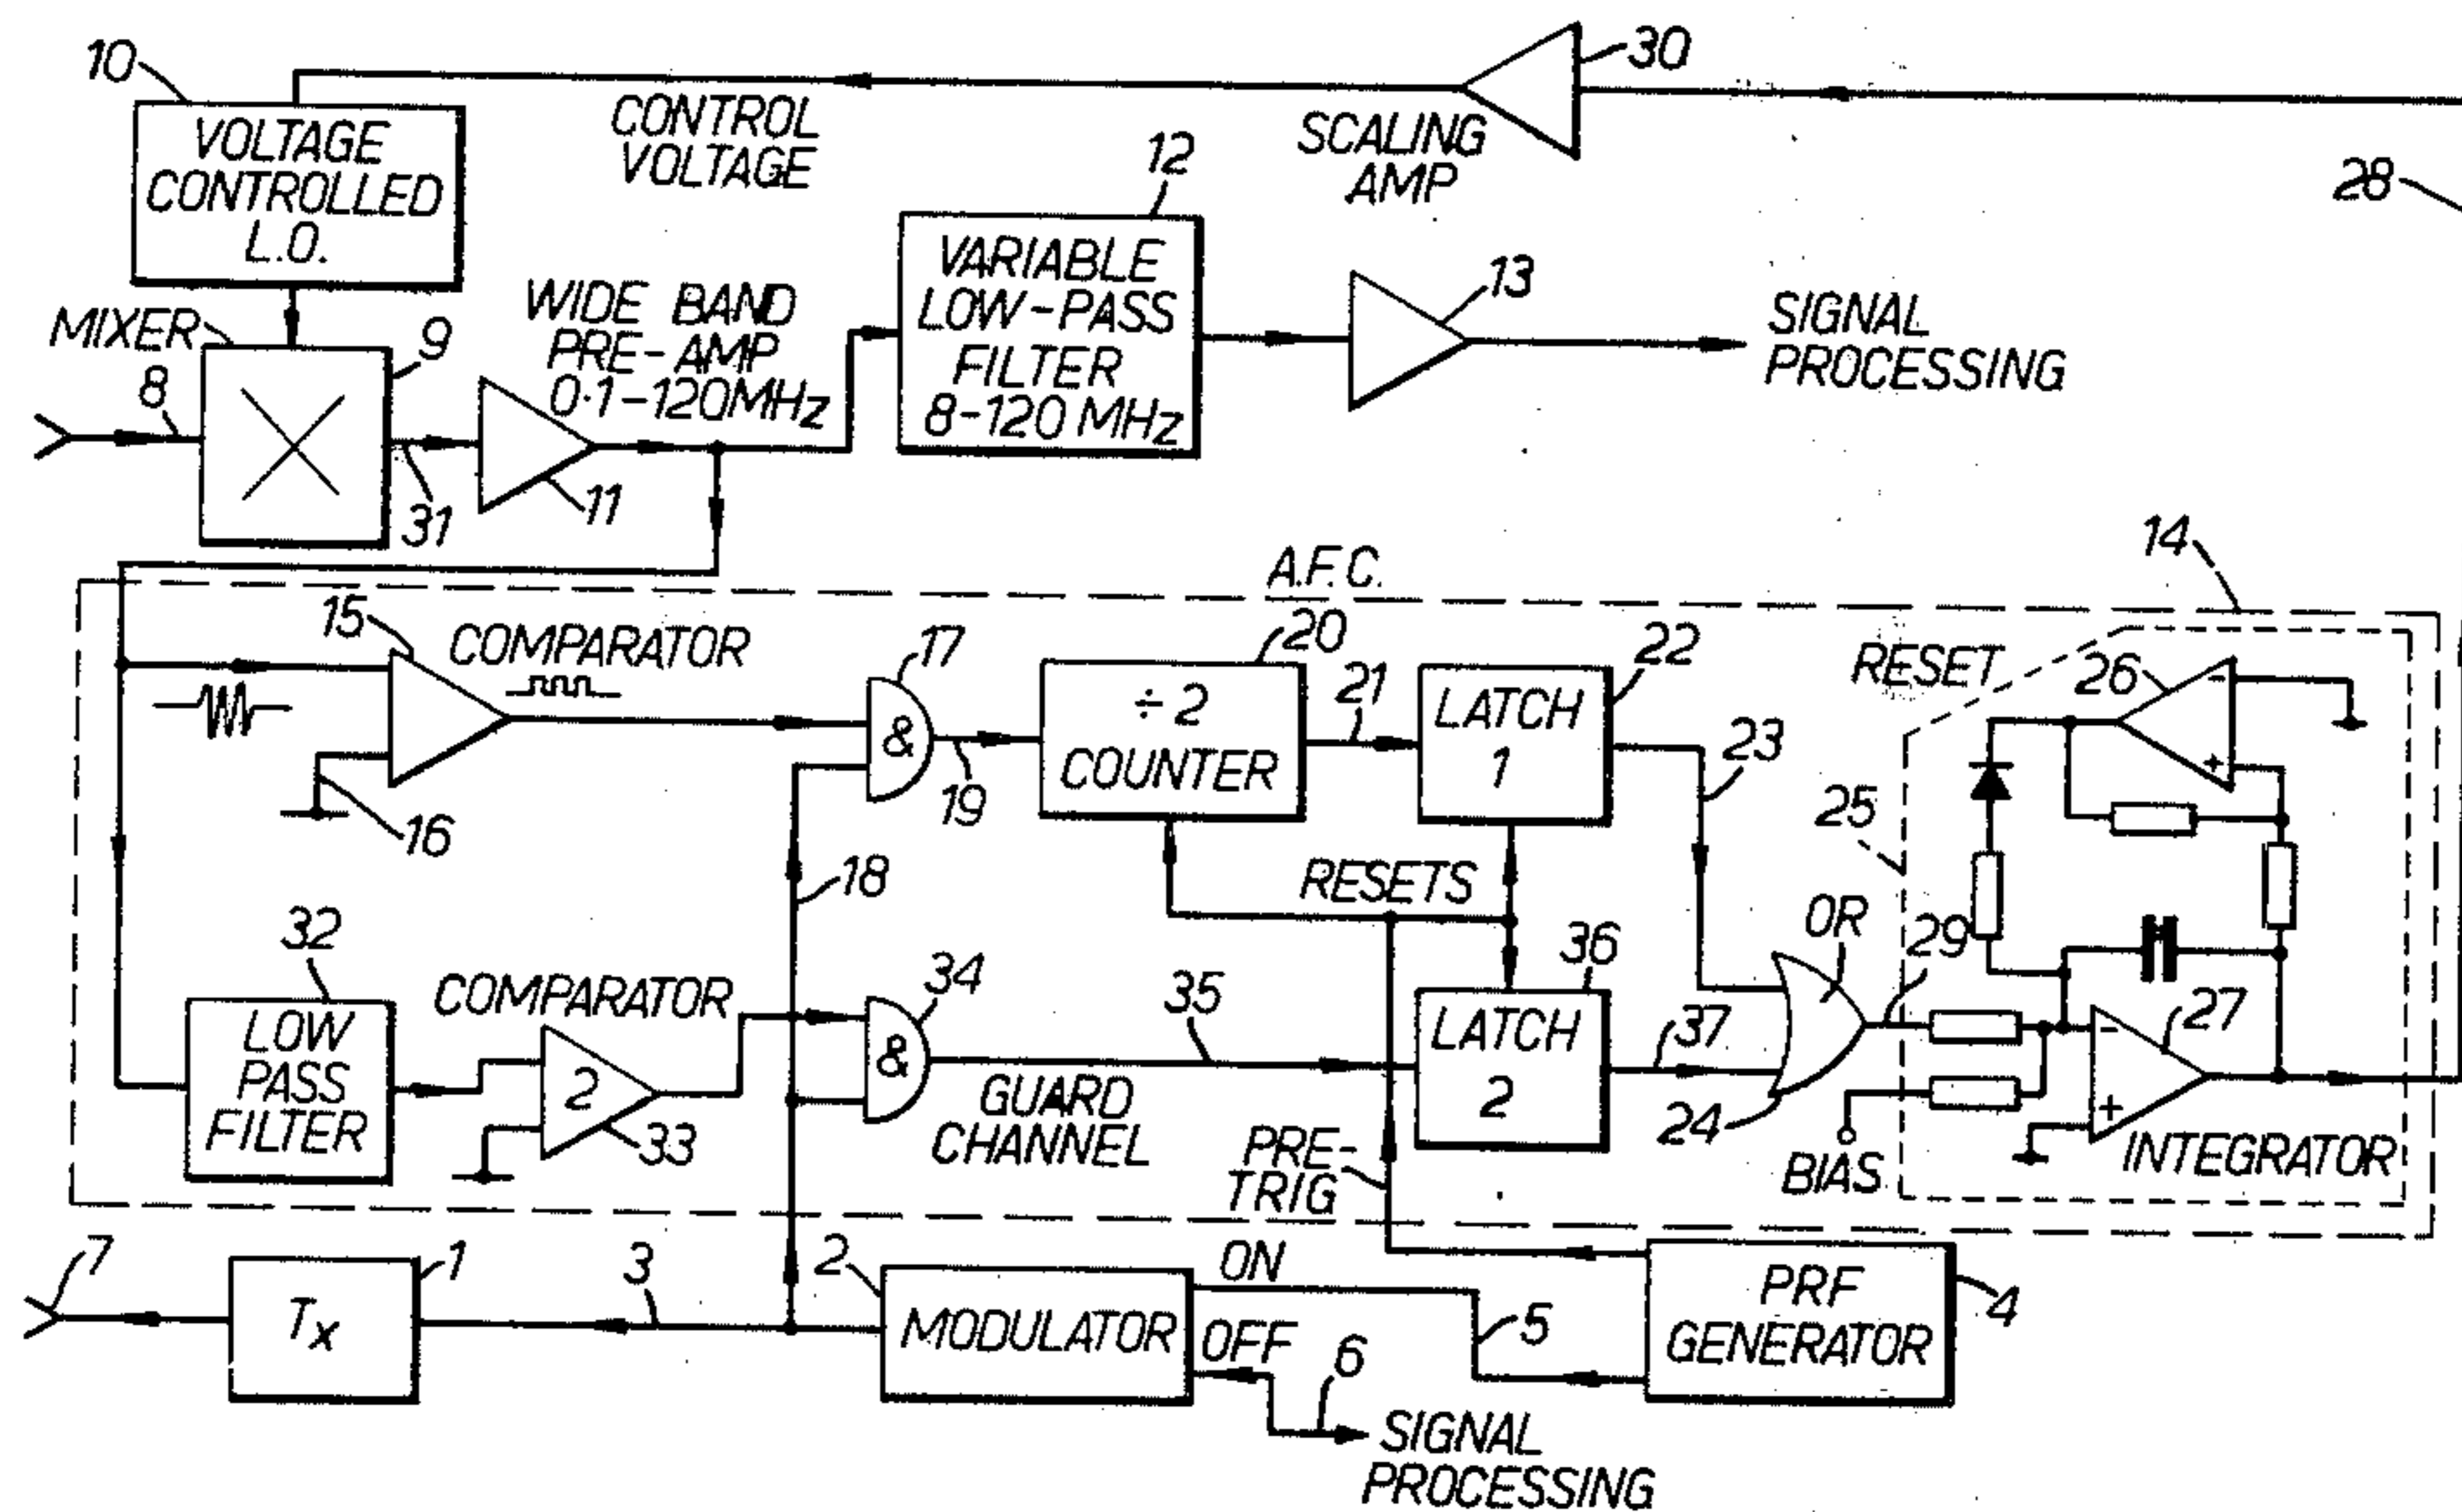 10
30
VOLTAGE
CONTROLLED
L.O.
CONTROL
VOLTAGE
SCALING
AMP
12
28
VARIABLE
LOW-PASS
FILTER
8-120 MHz
13
SIGNAL
PROCESSING
MIXER
9
WIDE BAND
PRE-AMP
0·1-120MHz
8
31
11
A.F.C.
14
15
COMPARATOR
17
20
÷ 2
COUNTER
21
22
LATCH
1
RESET
26
-
+
&
19
23
16
18
25
RESETS
32
COMPARATOR
34
35
36
OR
29
LOW
PASS
FILTER
2
33
&
GUARD
CHANNEL
LATCH
2
37
24
27
-
+
BIAS
INTEGRATOR
PRE-
TRIG
7
1
Tx
3
2
MODULATOR
ON
OFF
5
6
PRF
GENERATOR
4
SIGNAL
PROCESSING